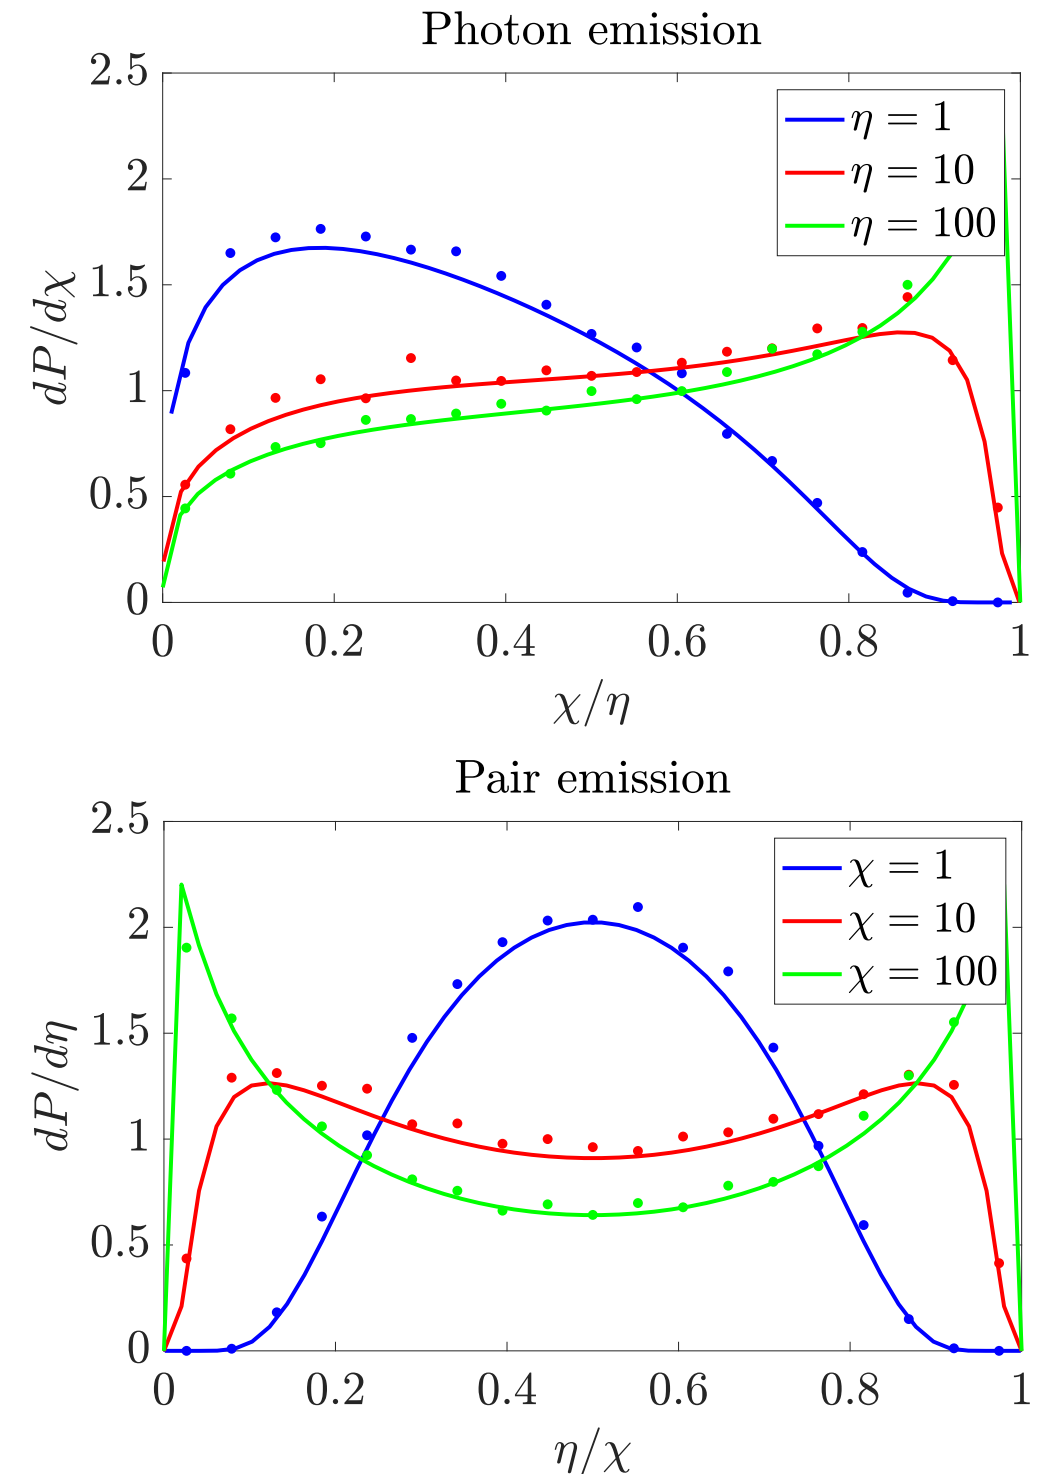 Photon emission
2.5
2
1.5
1
0.5
0
dP/dχ
η = 1
η = 10
η = 100
0 0.2 0.4 0.6 0.8 1
χ/η
Pair emission
2.5
2
1.5
1
0.5
0
dP/dη
χ = 1
χ = 10
χ = 100
0 0.2 0.4 0.6 0.8 1
η/χ